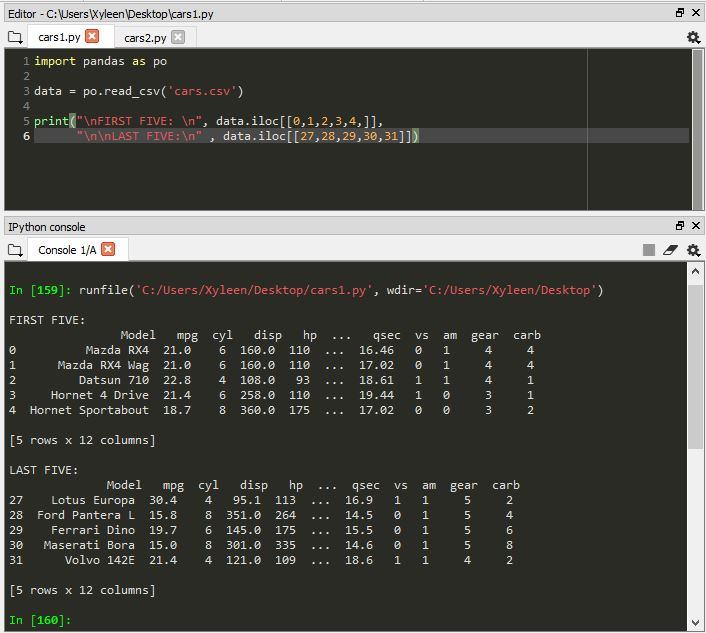 Editor - C:\Users\Xyleen\Desktop\cars1.py
cars1.py cars2.py
1 import pandas as po
2
3 data = po.read_csv('cars.csv')
4
5 print("\nFIRST FIVE: \n", data.iloc[[0,1,2,3,4,]],
6 "\n\nLAST FIVE:\n" , data.iloc[[27,28,29,30,31]])
IPython console
Console 1/A
In [159]: runfile('C:/Users/Xyleen/Desktop/cars1.py', wdir='C:/Users/Xyleen/Desktop')
FIRST FIVE:
Model mpg cyl disp hp ... qsec vs am gear carb
0 Mazda RX4 21.0 6 160.0 110 ... 16.46 0 1 4 4
1 Mazda RX4 Wag 21.0 6 160.0 110 ... 17.02 0 1 4 4
2 Datsun 710 22.8 4 108.0 93 ... 18.61 1 1 4 1
3 Hornet 4 Drive 21.4 6 258.0 110 ... 19.44 1 0 3 1
4 Hornet Sportabout 18.7 8 360.0 175 ... 17.02 0 0 3 2
[5 rows x 12 columns]
LAST FIVE:
Model mpg cyl disp hp ... qsec vs am gear carb
27 Lotus Europa 30.4 4 95.1 113 ... 16.9 1 1 5 2
28 Ford Pantera L 15.8 8 351.0 264 ... 14.5 0 1 5 4
29 Ferrari Dino 19.7 6 145.0 175 ... 15.5 0 1 5 6
30 Maserati Bora 15.0 8 301.0 335 ... 14.6 0 1 5 8
31 Volvo 142E 21.4 4 121.0 109 ... 18.6 1 1 4 2
[5 rows x 12 columns]
In [160]: